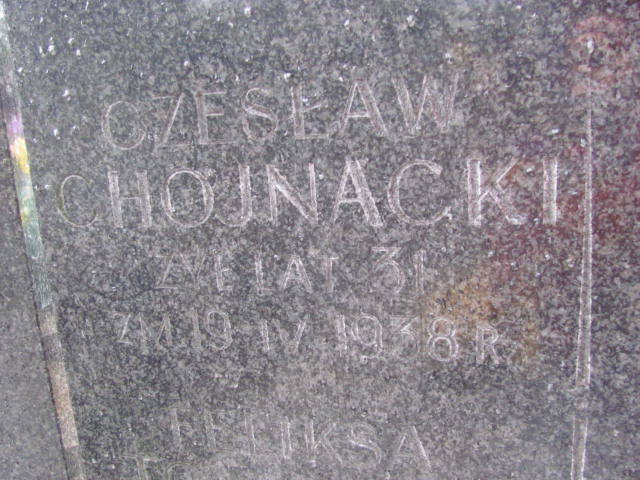 CZESŁAW
CHOJNACKI
ŻYŁ LAT 31
ZM. 19 IV 1938 R.
FELIKSA